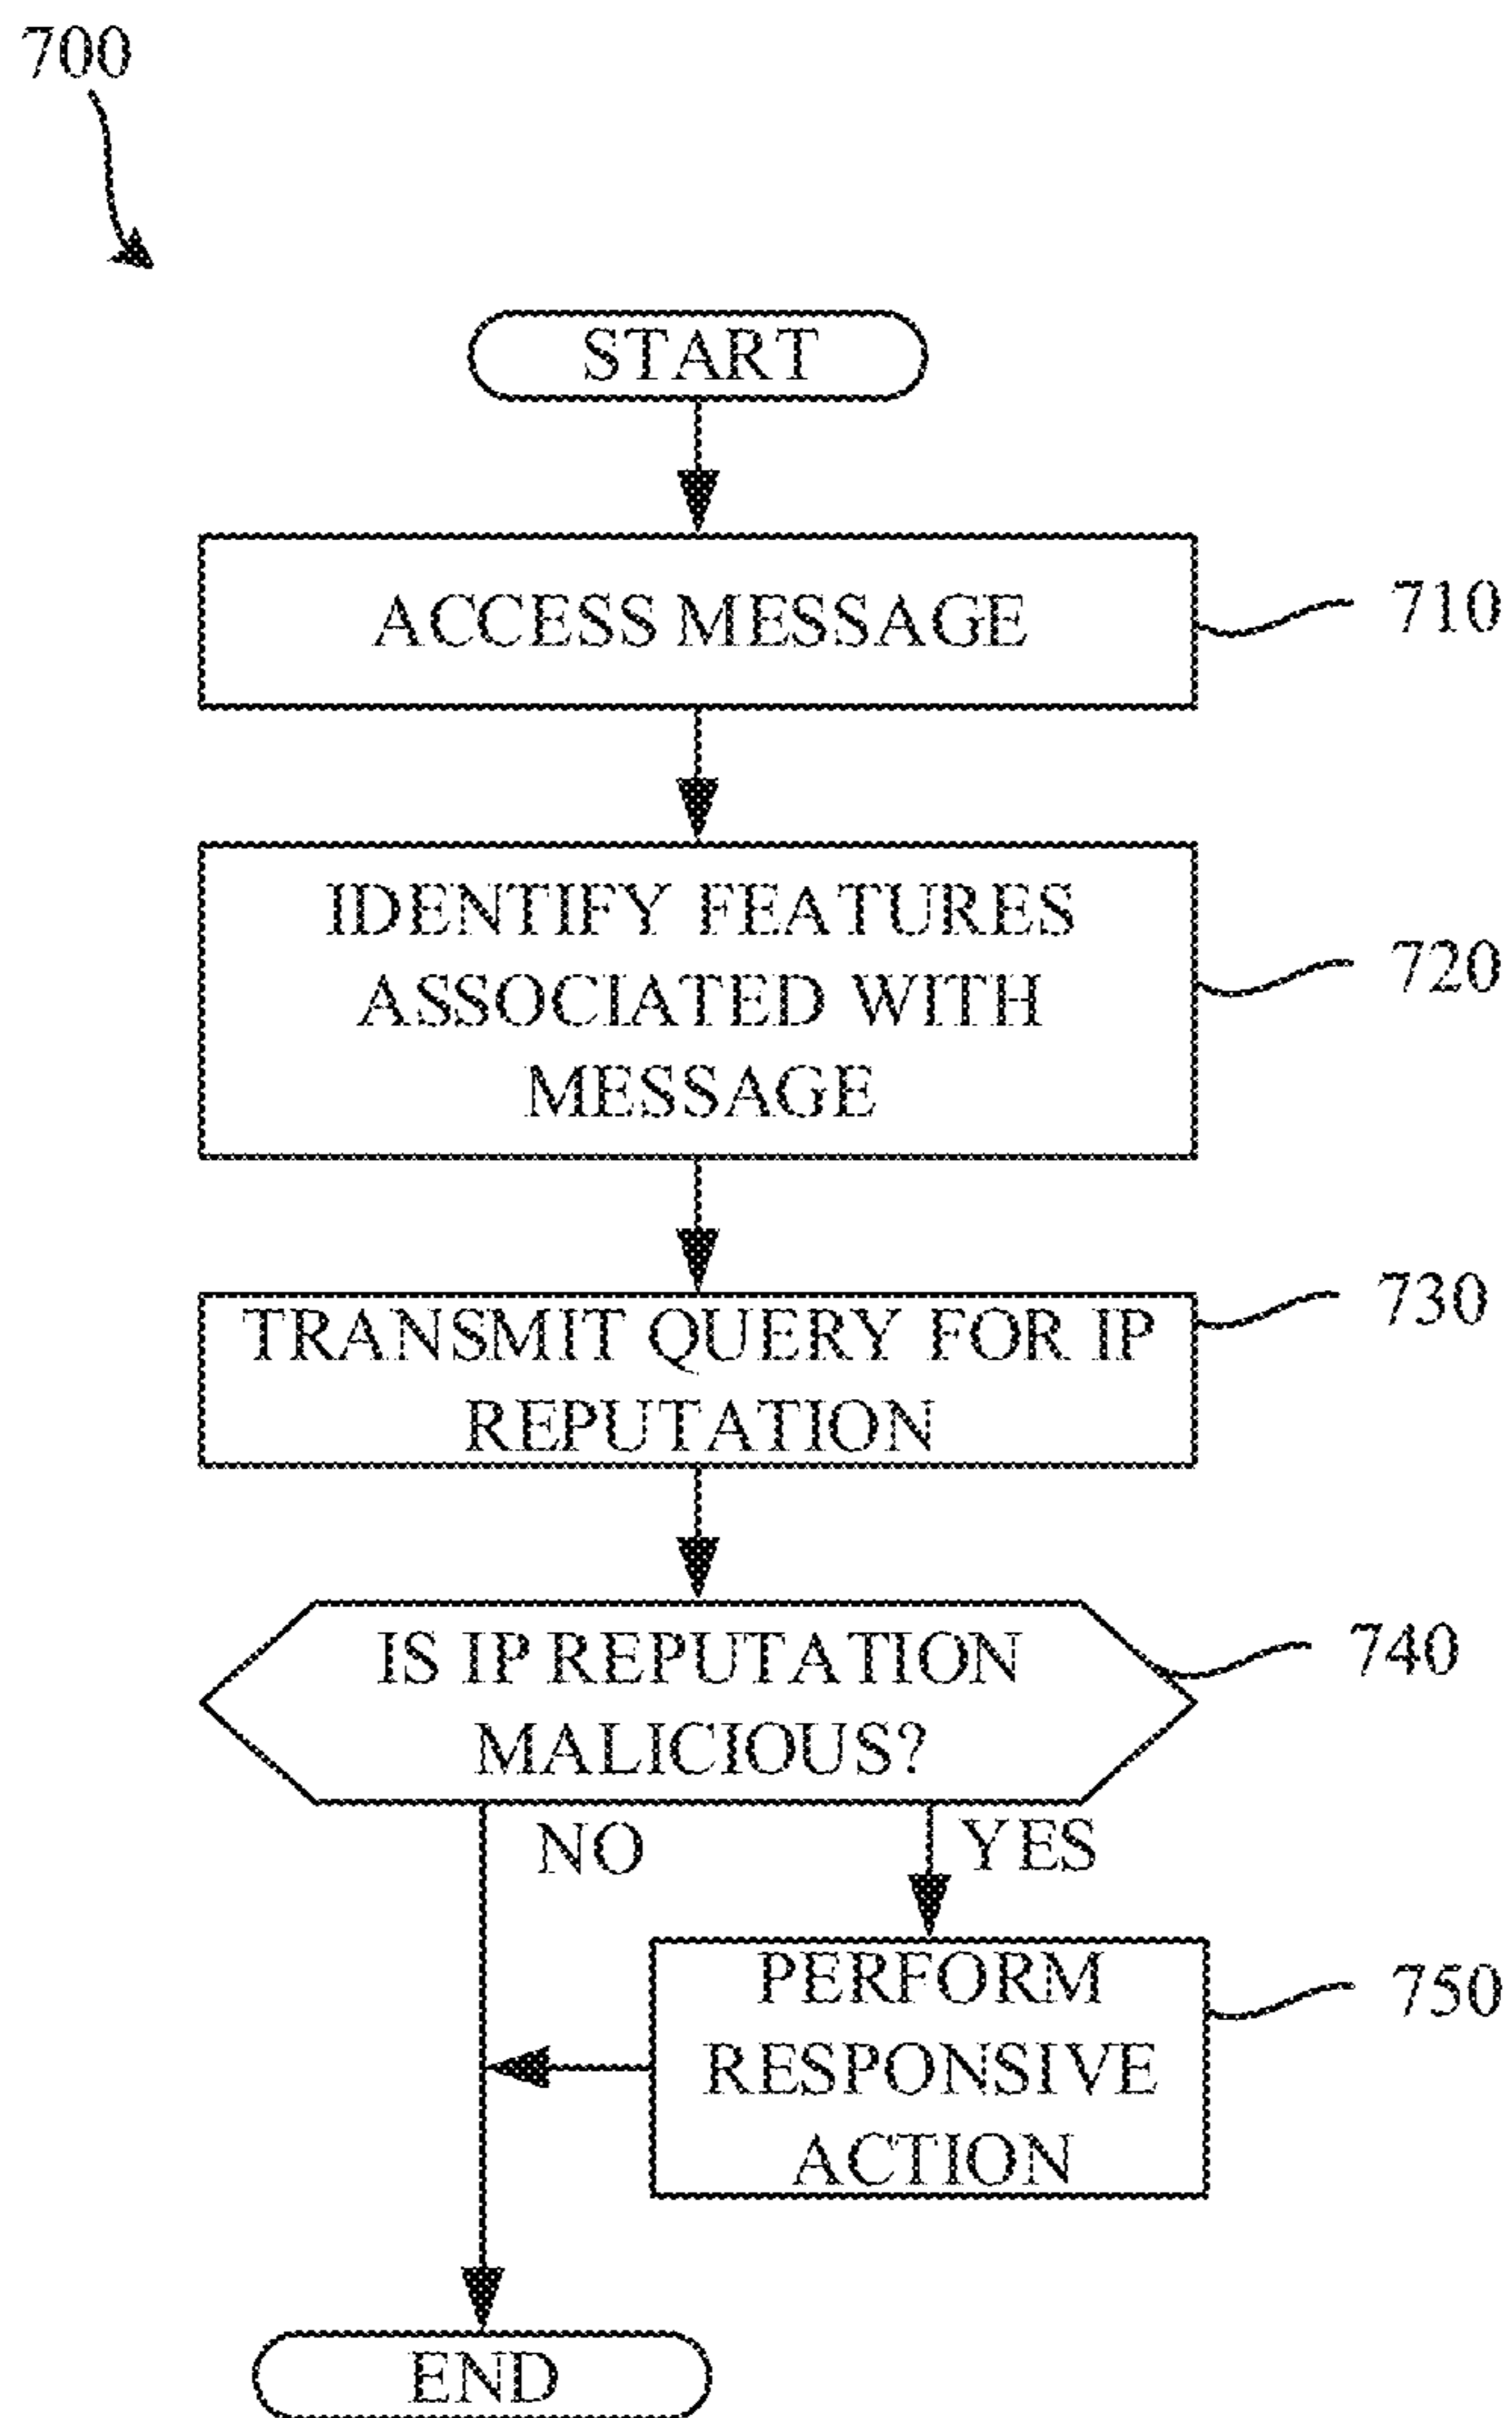 700
START
ACCESS MESSAGE
710
IDENTIFY FEATURES
ASSOCIATED WITH
MESSAGE
720
TRANSMIT QUERY FOR IP
REPUTATION
730
IS IP REPUTATION
MALICIOUS?
740
NO
YES
PERFORM
RESPONSIVE
ACTION
750
END